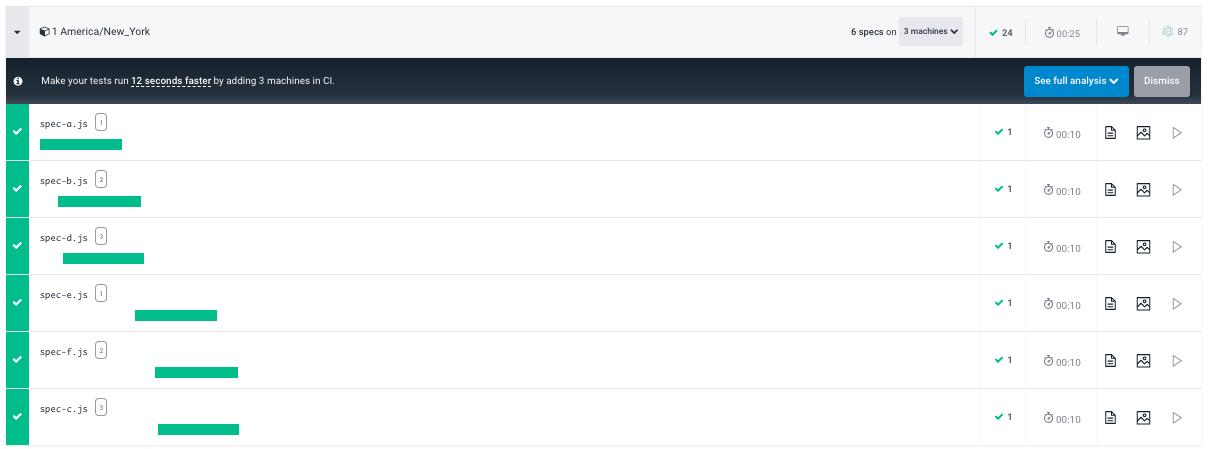 1 America/New_York 6 specs on 3 machines 24 00:25 87
Make your tests run 12 seconds faster by adding 3 machines in CI. See full analysis Dismiss
spec-a.js 1 1 00:10
spec-b.js 2 1 00:10
spec-d.js 3 1 00:10
spec-e.js 1 1 00:10
spec-f.js 2 1 00:10
spec-c.js 3 1 00:10